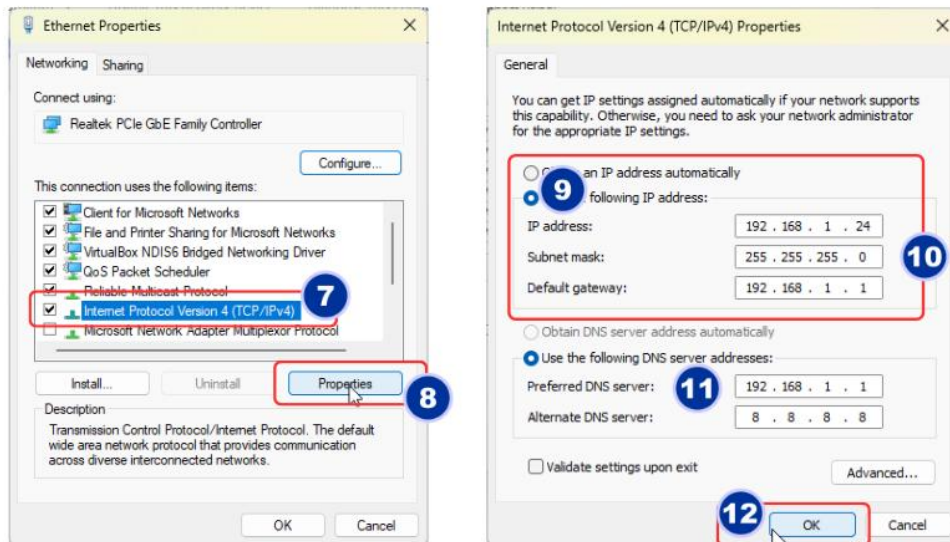 Ethernet Properties
Networking Sharing
Connect using:
Realtek PCIe GbE Family Controller
Configure...
This connection uses the following items:
Client for Microsoft Networks
File and Printer Sharing for Microsoft Networks
VirtualBox NDIS6 Bridged Networking Driver
QoS Packet Scheduler
Reliable Multicast Protocol
7
Internet Protocol Version 4 (TCP/IPv4)
Microsoft Network Adapter Multiplexor Protocol
Install... Uninstall Properties
8
Description
Transmission Control Protocol/Internet Protocol. The default
wide area network protocol that provides communication
across diverse interconnected networks.
OK Cancel
Internet Protocol Version 4 (TCP/IPv4) Properties
General
You can get IP settings assigned automatically if your network supports
this capability. Otherwise, you need to ask your network administrator
for the appropriate IP settings.
an IP address automatically
9
following IP address:
IP address: 192 . 168 . 1 . 24
Subnet mask: 255 . 255 . 255 . 0
10
Default gateway: 192 . 168 . 1 . 1
Obtain DNS server address automatically
Use the following DNS server addresses:
Preferred DNS server: 11 192 . 168 . 1 . 1
Alternate DNS server: 8 . 8 . 8 . 8
Validate settings upon exit
Advanced...
12
OK Cancel